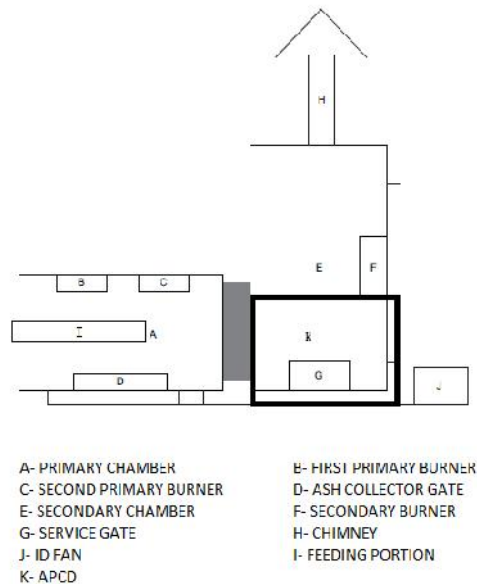 H
E
F
B
C
I
A
K
D
G
J
A- PRIMARY CHAMBER
B- FIRST PRIMARY BURNER
C- SECOND PRIMARY BURNER
D- ASH COLLECTOR GATE
E- SECONDARY CHAMBER
F- SECONDARY BURNER
G- SERVICE GATE
H- CHIMNEY
J- ID FAN
I- FEEDING PORTION
K- APCD